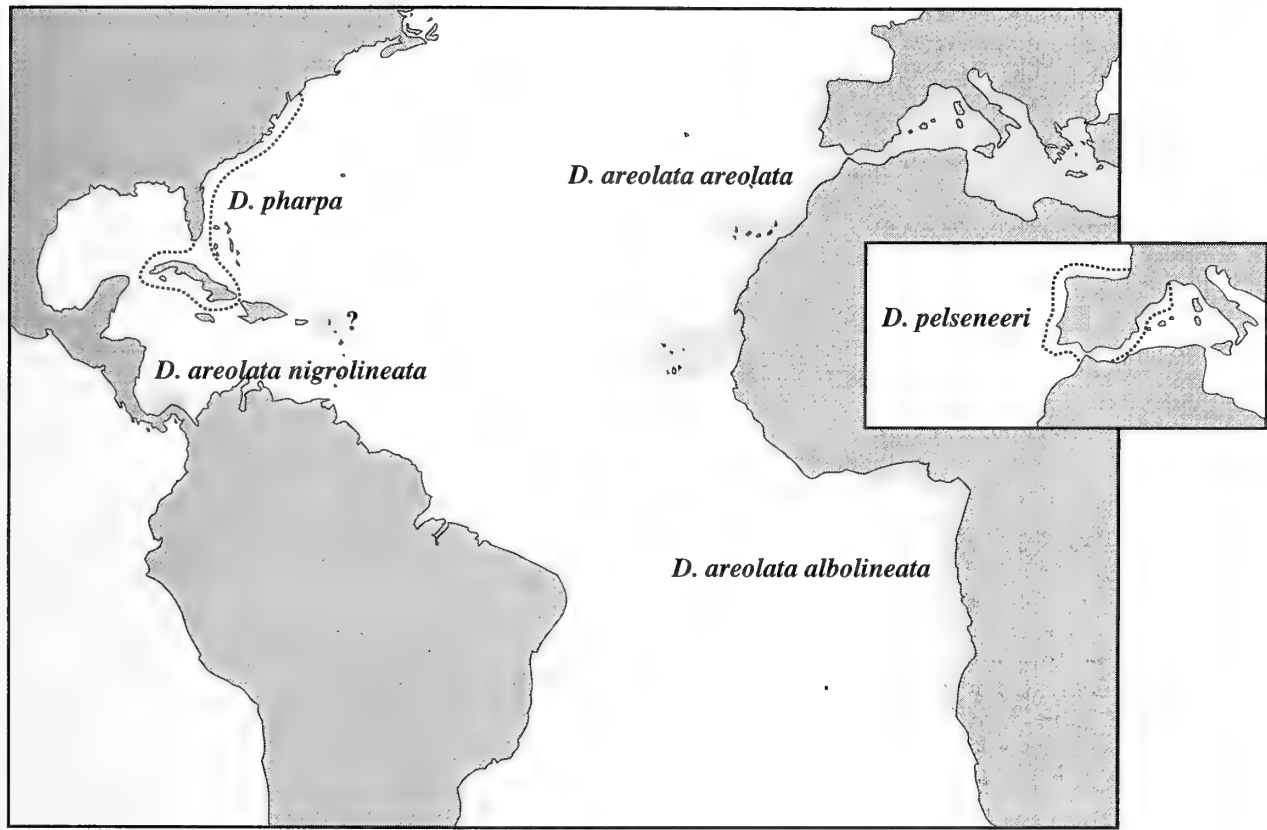 D. areolata areolata
D. pharpa
D. pelseneeri
?
D. areolata nigrolineata
D. areolata albolineata